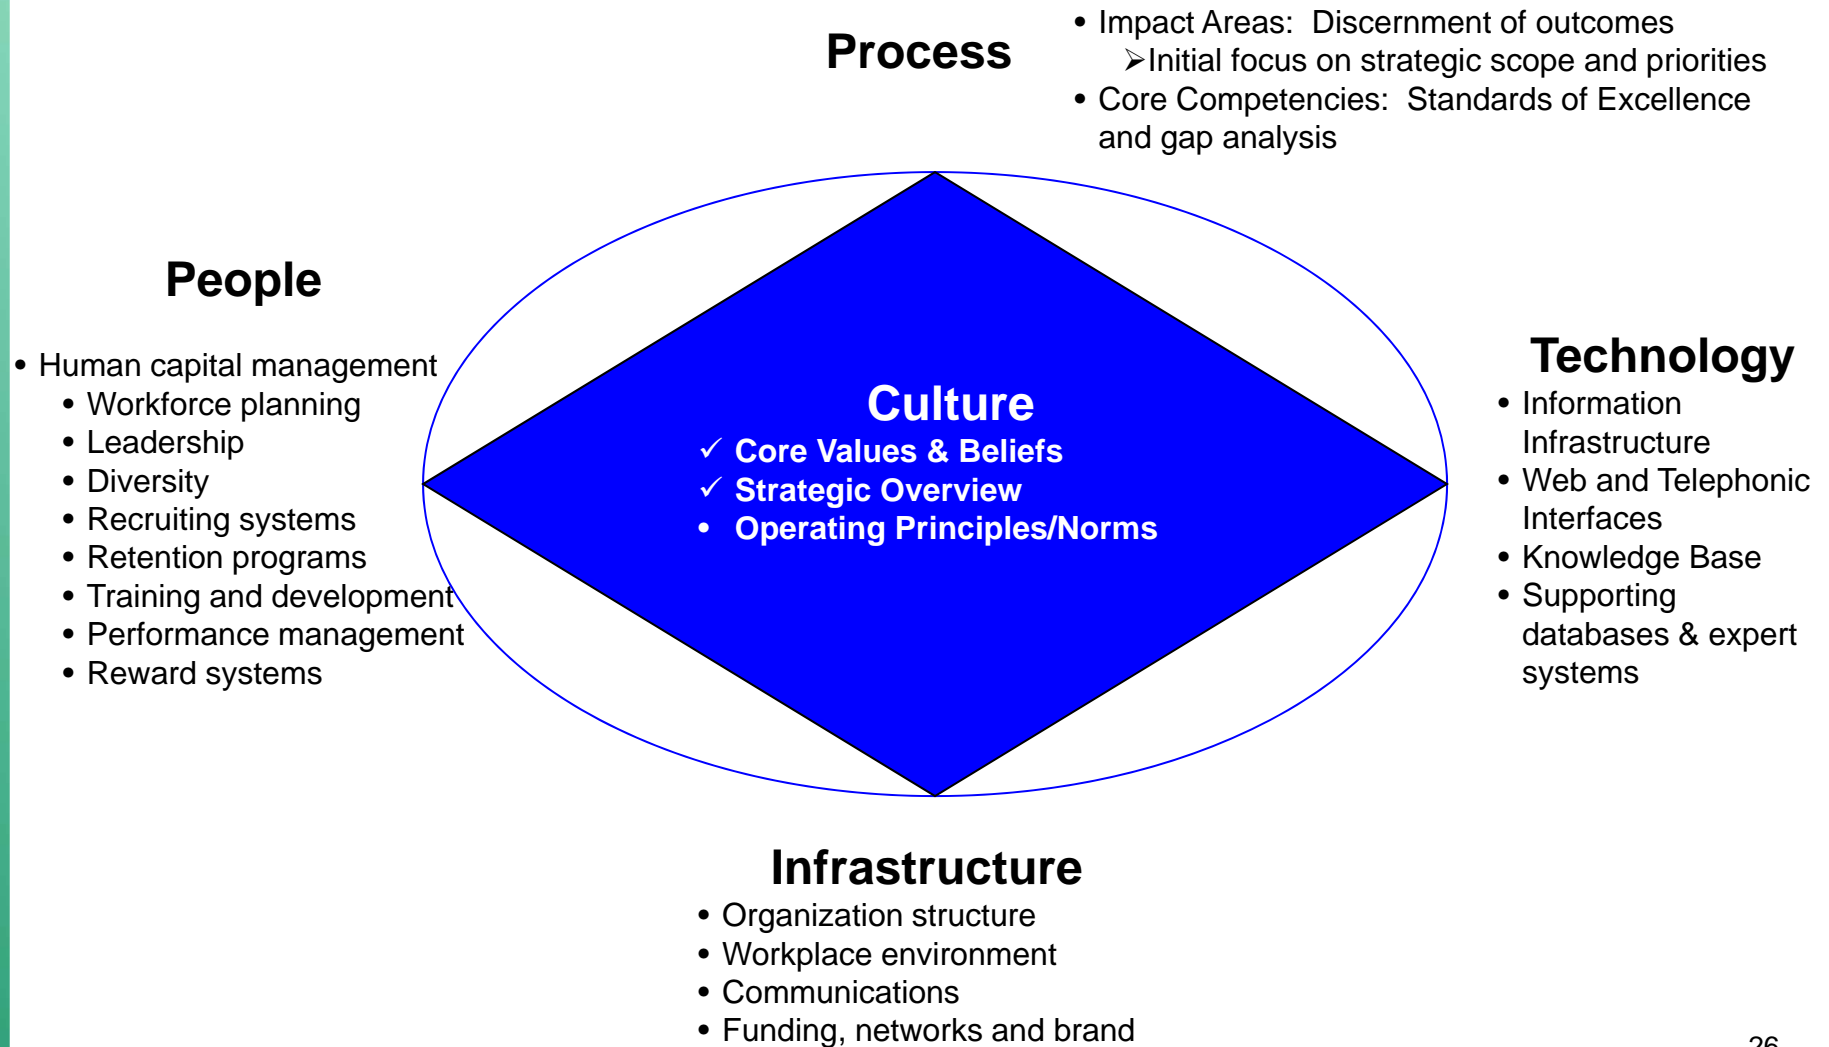 Process
• Impact Areas:  Discernment of outcomes
➢Initial focus on strategic scope and priorities
• Core Competencies:  Standards of Excellence
and gap analysis
People
• Human capital management
• Workforce planning
• Leadership
• Diversity
• Recruiting systems
• Retention programs
• Training and development
• Performance management
• Reward systems
Culture
✓ Core Values & Beliefs
✓ Strategic Overview
• Operating Principles/Norms
Technology
• Information
Infrastructure
• Web and Telephonic
Interfaces
• Knowledge Base
• Supporting
databases & expert
systems
Infrastructure
• Organization structure
• Workplace environment
• Communications
• Funding, networks and brand
26